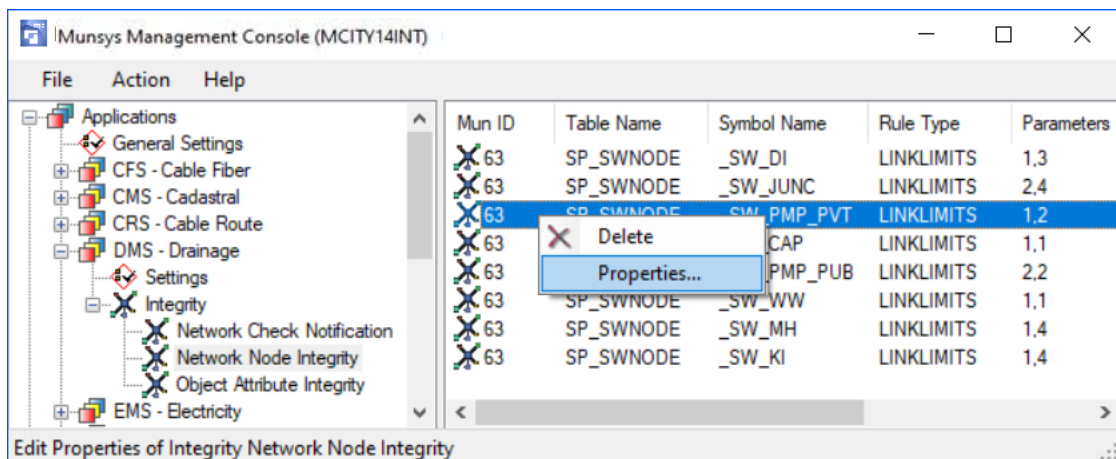 Munsys Management Console (MCITY14INT)
File Action Help
Applications
General Settings
CFS - Cable Fiber
CMS - Cadastral
CRS - Cable Route
DMS - Drainage
Settings
Integrity
Network Check Notification
Network Node Integrity
Object Attribute Integrity
EMS - Electricity
Mun ID Table Name Symbol Name Rule Type Parameters
63 SP_SWNODE _SW_DI LINKLIMITS 1,3
63 SP_SWNODE _SW_JUNC LINKLIMITS 2,4
63 SP_SWNODE _SW_PMP_PVT LINKLIMITS 1,2
63 CAP LINKLIMITS 1,1
63 PMP_PUB LINKLIMITS 2,2
63 SP_SWNODE _SW_WW LINKLIMITS 1,1
63 SP_SWNODE _SW_MH LINKLIMITS 1,4
63 SP_SWNODE _SW_KI LINKLIMITS 1,4
Delete
Properties...
Edit Properties of Integrity Network Node Integrity